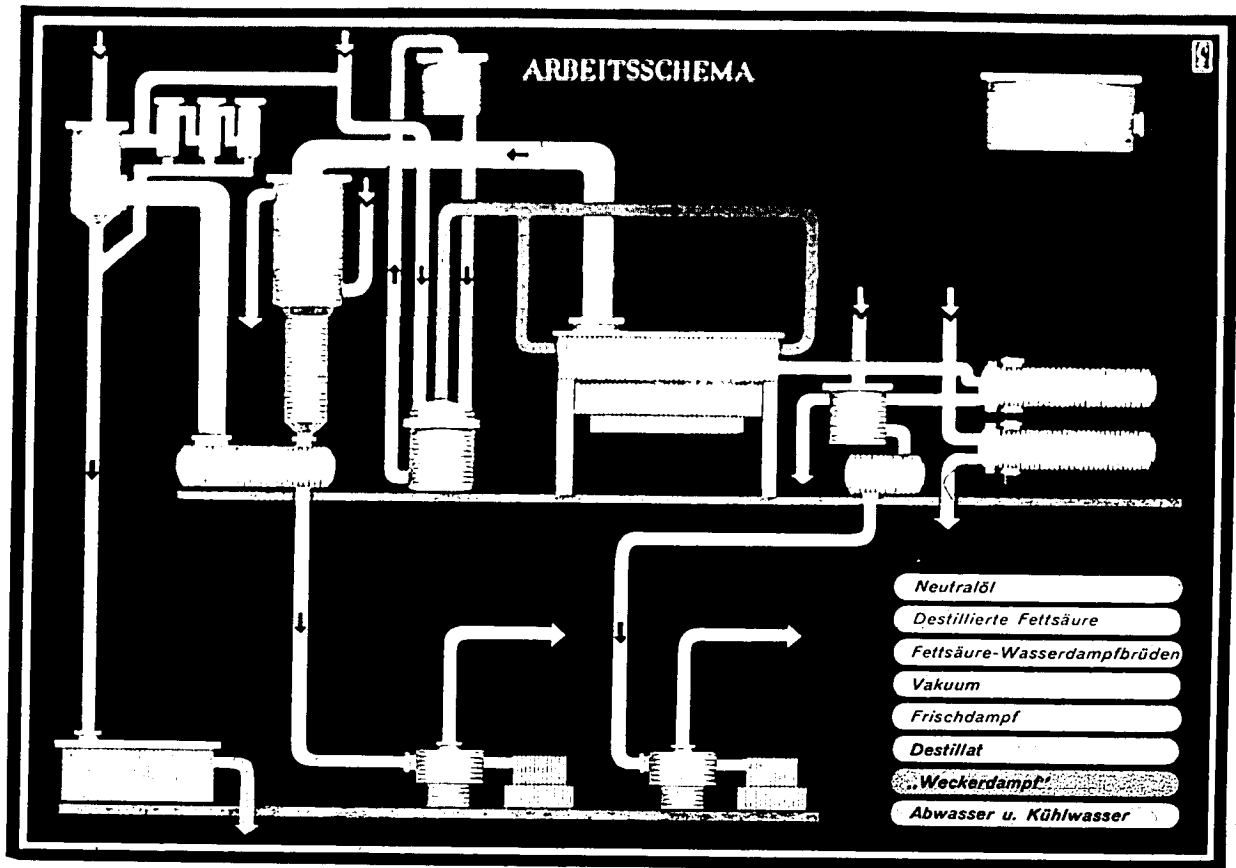 ARBEITSSCHEMA
Neutralöl
Destillierte Fettsäure
Fettsäure-Wasserdampfbrüden
Vakuum
Frischdampf
Destillat
„Weckerdampf“
Abwasser u. Kühlwasser